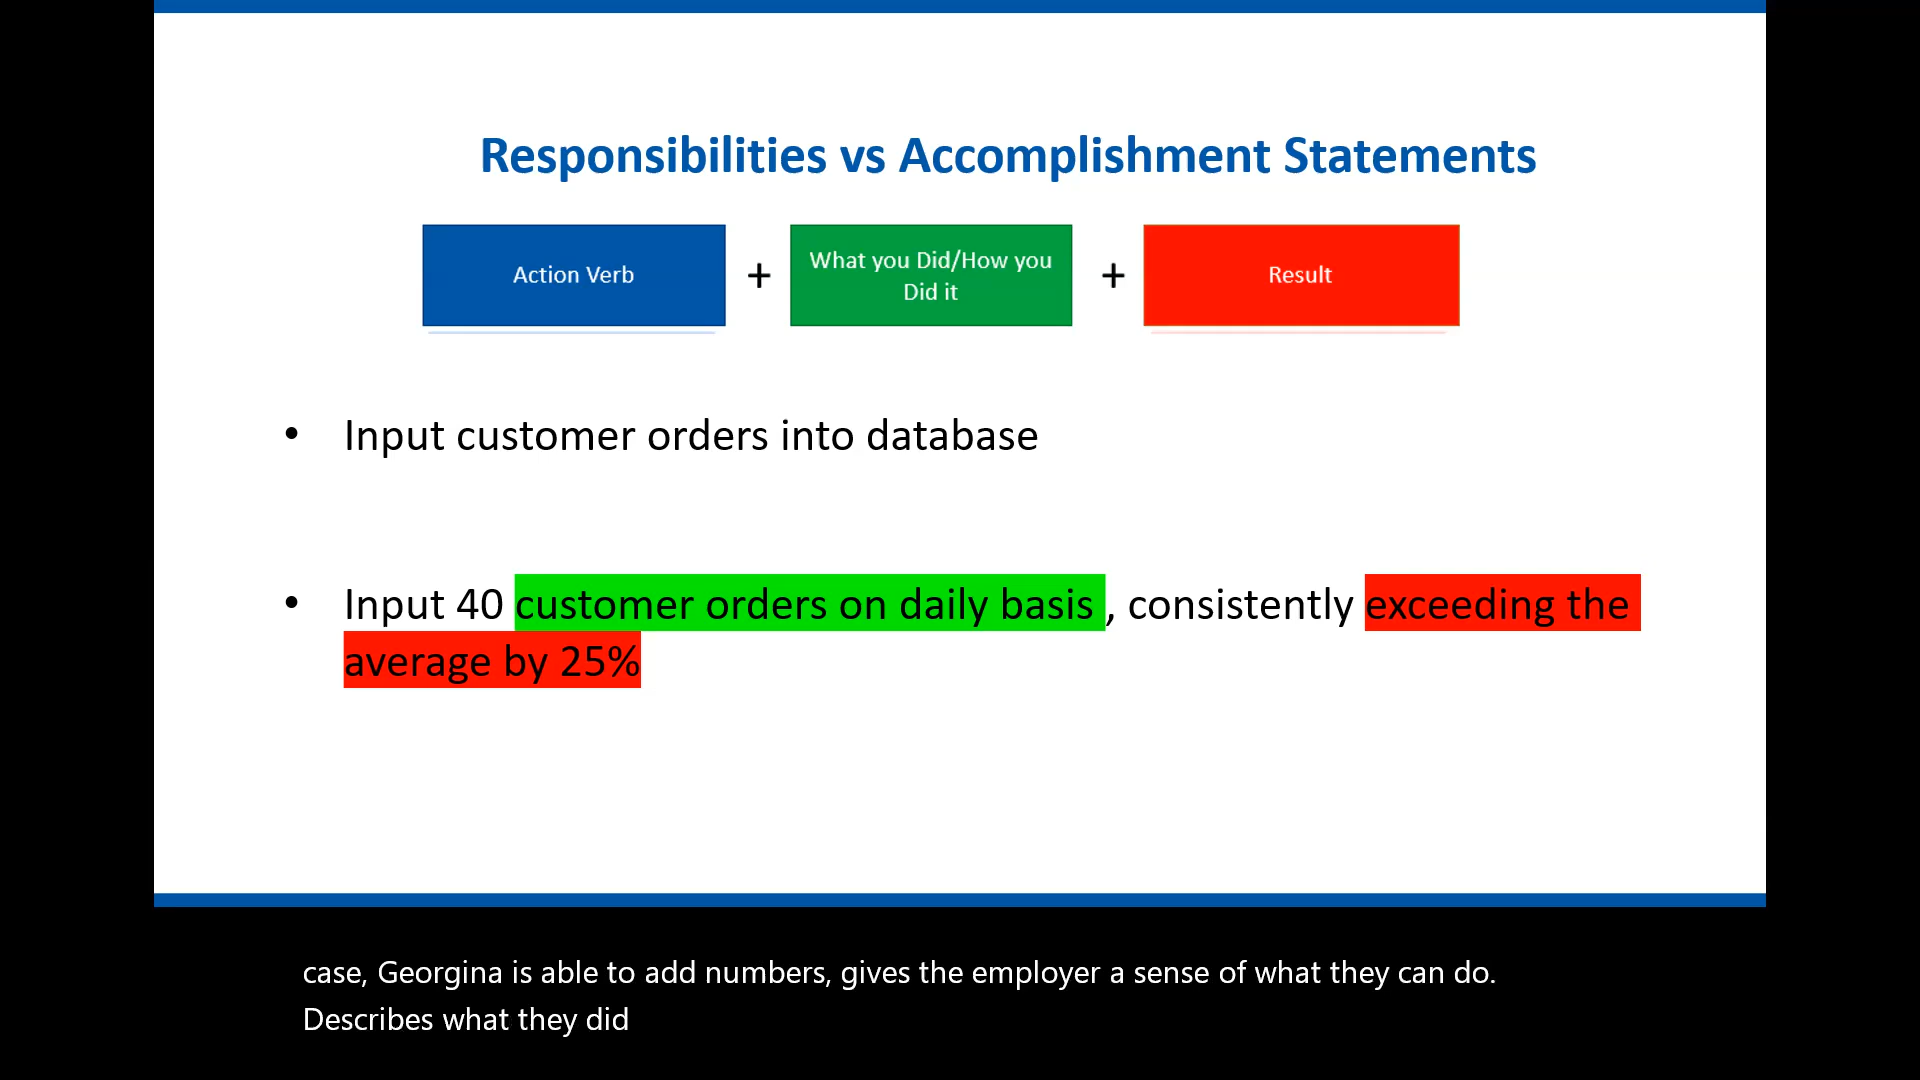 Responsibilities vs Accomplishment Statements
Action Verb
+
What you Did/How you
Did it
+
Result
• Input customer orders into database
• Input 40 customer orders on daily basis , consistently exceeding the
average by 25%
case, Georgina is able to add numbers, gives the employer a sense of what they can do.
Describes what they did